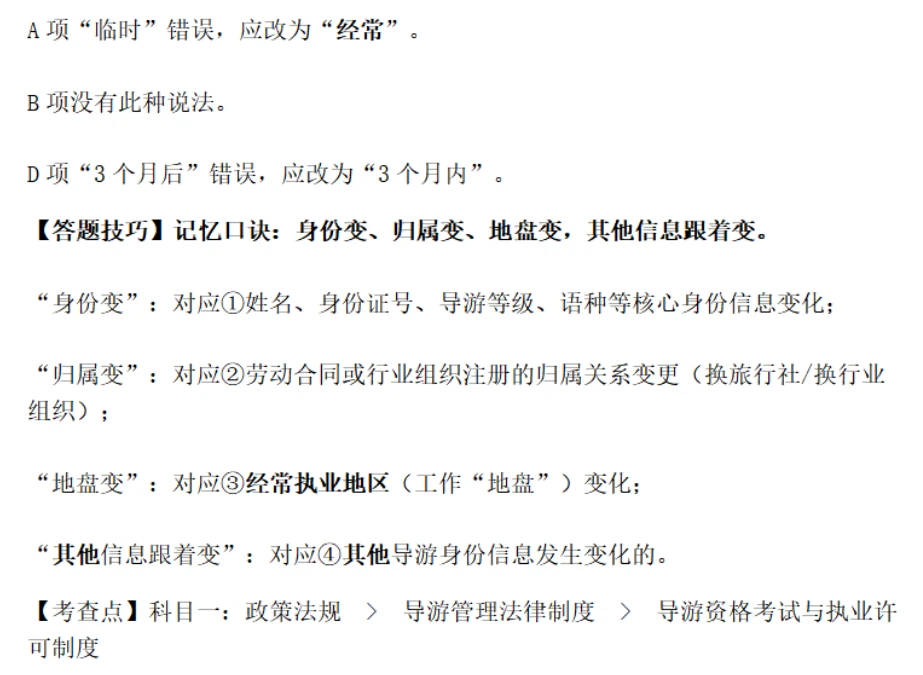 A 项“临时”错误，应改为“经常”。
B 项没有此种说法。
D 项“3 个月后”错误，应改为“3 个月内”。
【答题技巧】记忆口诀：身份变、归属变、地盘变，其他信息跟着变。
“身份变”：对应①姓名、身份证号、导游等级、语种等核心身份信息变化；
“归属变”：对应②劳动合同或行业组织注册的归属关系变更（换旅行社/换行业
组织）；
“地盘变”：对应③经常执业地区（工作“地盘”）变化；
“其他信息跟着变”：对应④其他导游身份信息发生变化的。
【考查点】科目一：政策法规 > 导游管理法律制度 > 导游资格考试与执业许
可制度